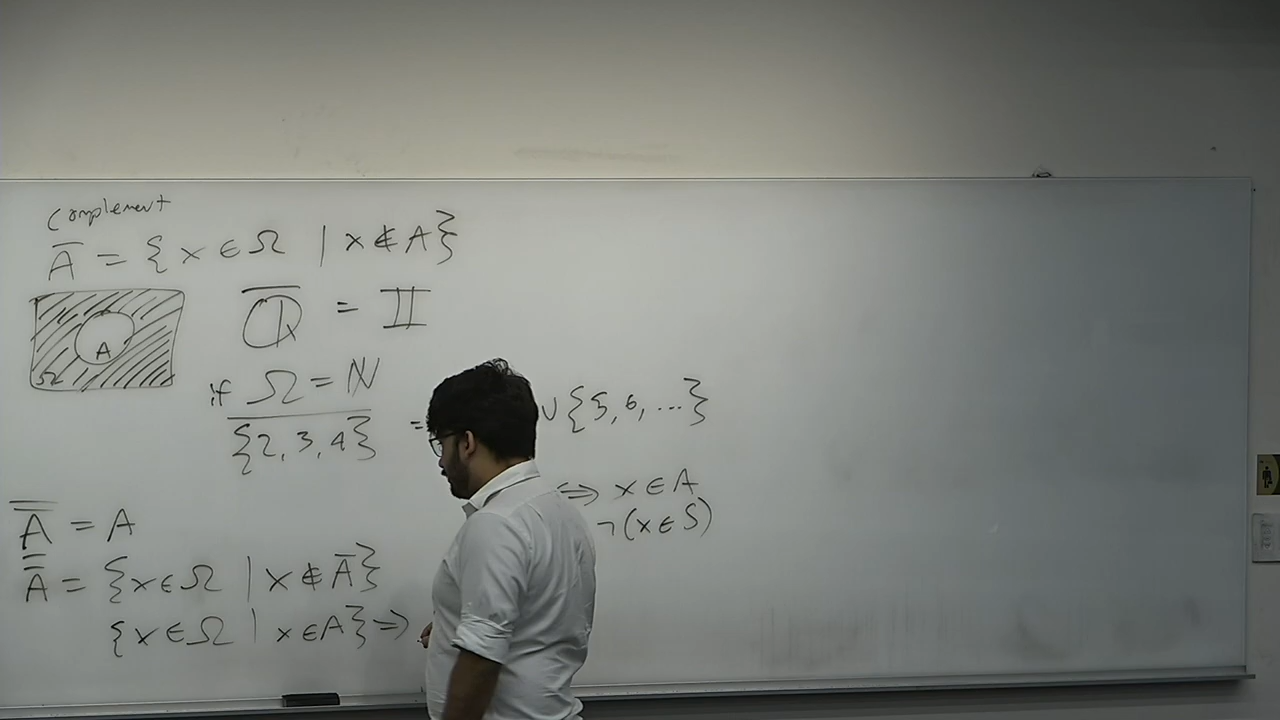 Complement
A̅ = {x ∈ Ω | x ∉ A}
A
Ω
ℚ̅ = 𝕀
if Ω = ℕ
{2, 3, 4} = ∪ {5, 6, ...}
⇒ x ∈ A
¬(x ∈ S)
A̿ = A
A̿ = {x ∈ Ω | x ∉ A̅}
{x ∈ Ω | x ∈ A} ⇒